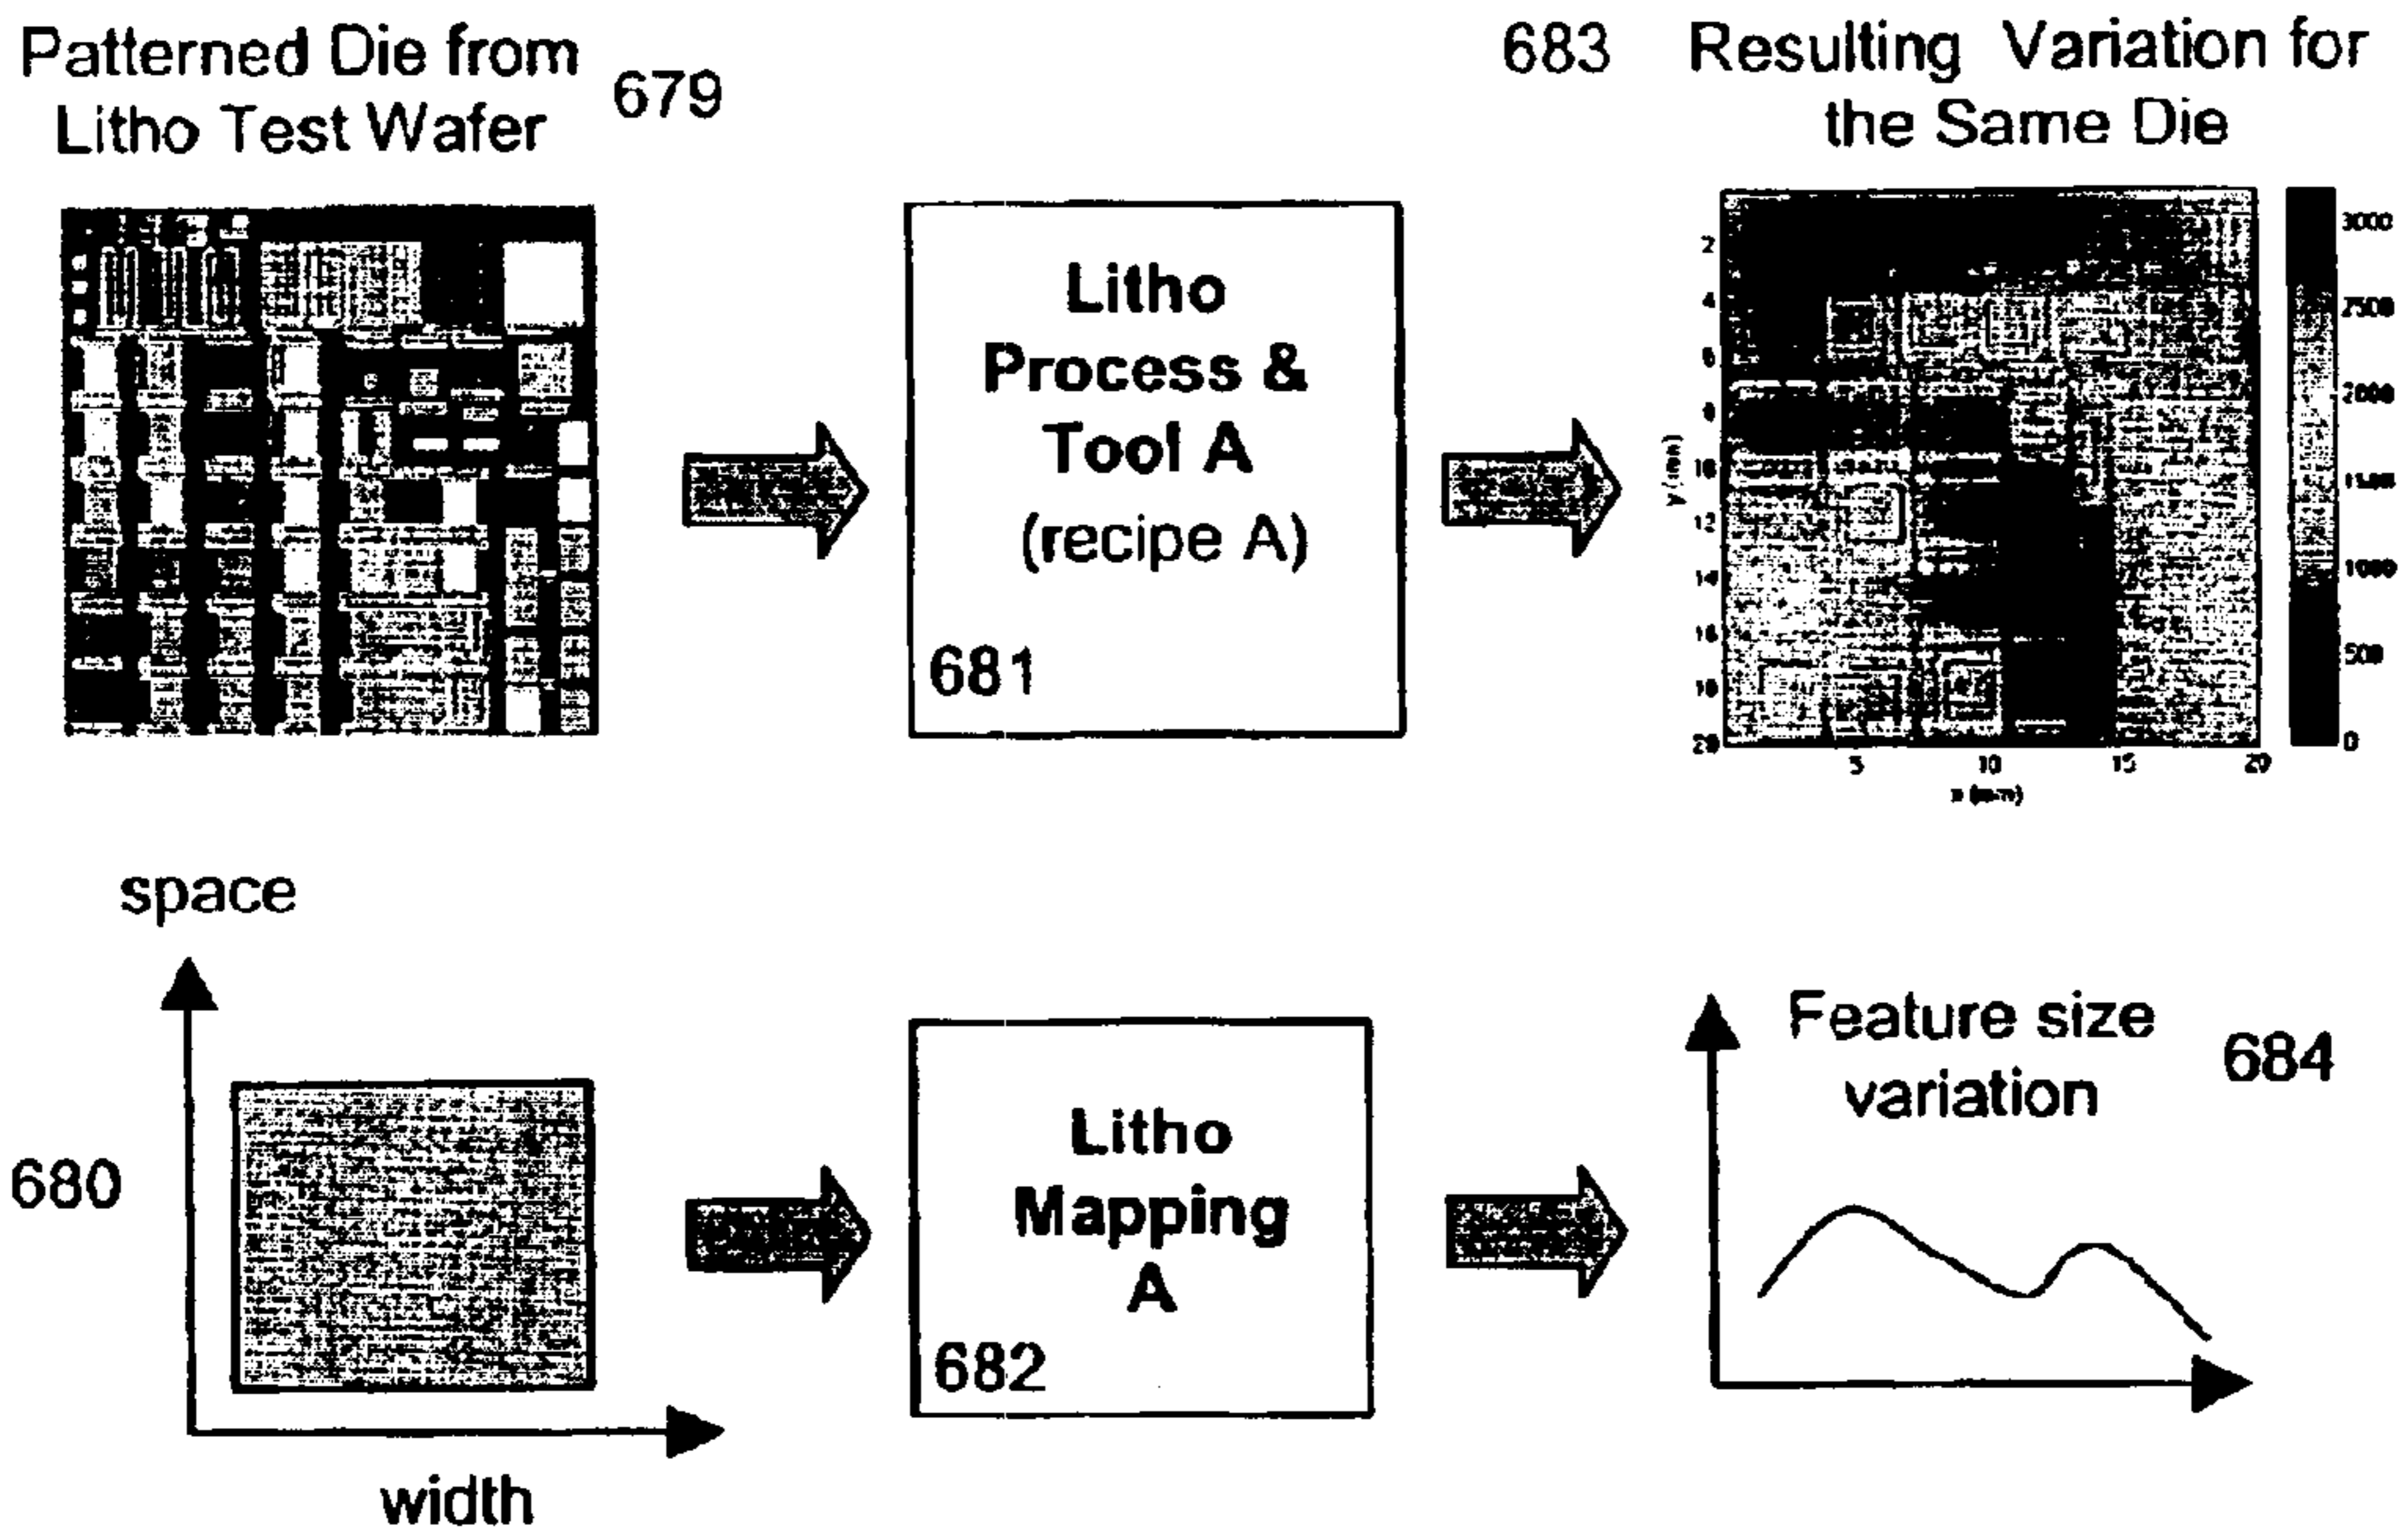 Patterned Die from
Litho Test Wafer
679
683
Resulting Variation for
the Same Die
Litho
Process &
Tool A
(recipe A)
681
2
4
6
8
10
12
14
16
18
20
y (mm)
5
10
15
20
x (mm)
3000
2500
2000
1500
1000
500
0
space
680
width
Litho
Mapping
A
682
Feature size
variation
684